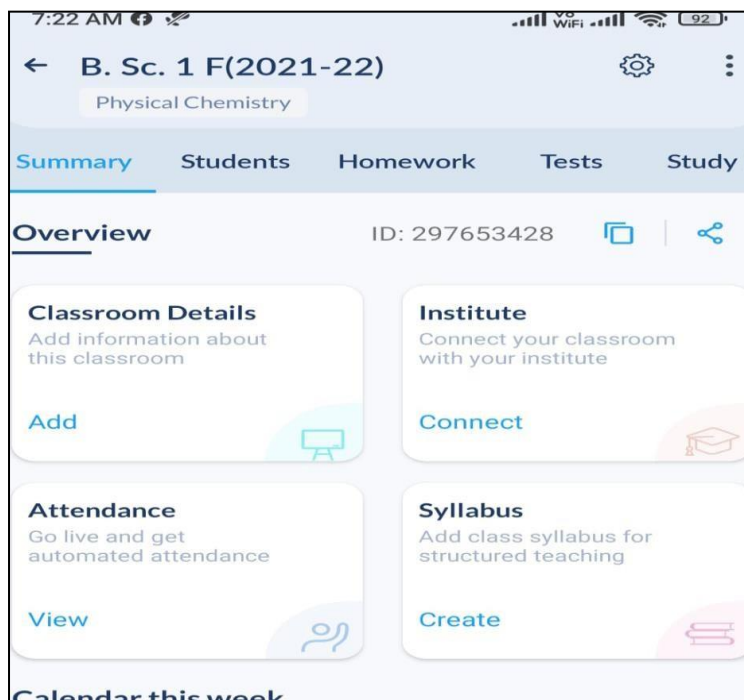 7:22 AM Vo WiFi 92
B. Sc. 1 F(2021-22)
Physical Chemistry
Summary Students Homework Tests Study
Overview ID: 297653428
Classroom Details
Add information about
this classroom
Add
Institute
Connect your classroom
with your institute
Connect
Attendance
Go live and get
automated attendance
View
Syllabus
Add class syllabus for
structured teaching
Create
Calendar this week